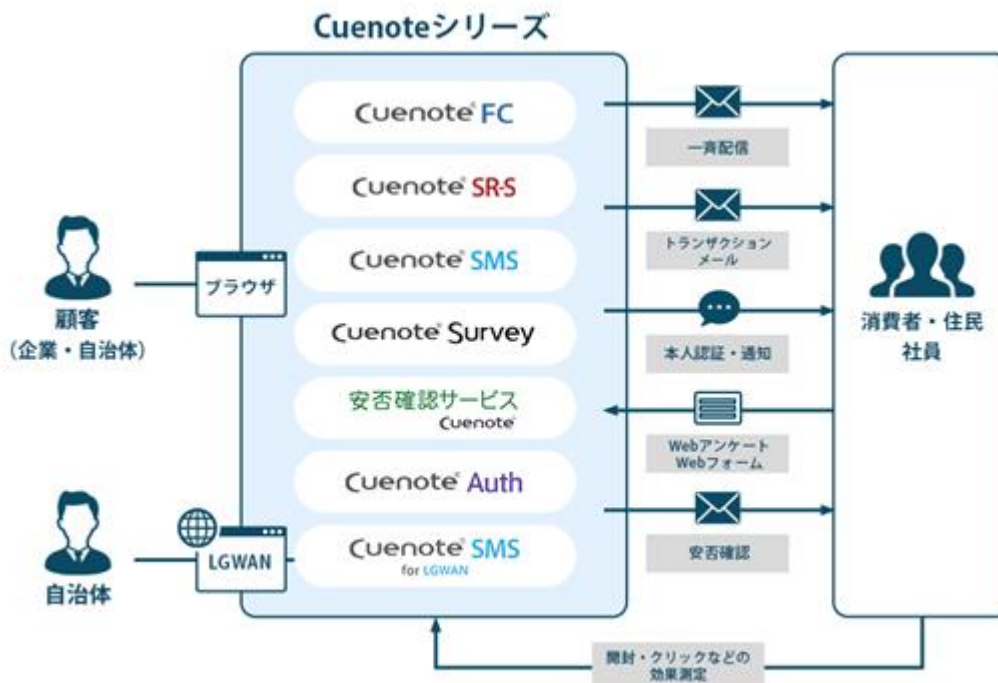 Cuenoteシリーズ
Cuenote® FC
Cuenote® SR-S
Cuenote® SMS
Cuenote® Survey
安否確認サービス
Cuenote®
Cuenote® Auth
Cuenote® SMS
for LGWAN
ブラウザ
顧客
（企業・自治体）
LGWAN
自治体
一斉配信
トランザクション
メール
本人認証・通知
Webアンケート
Webフォーム
安否確認
消費者・住民
社員
開封・クリックなどの
効果測定